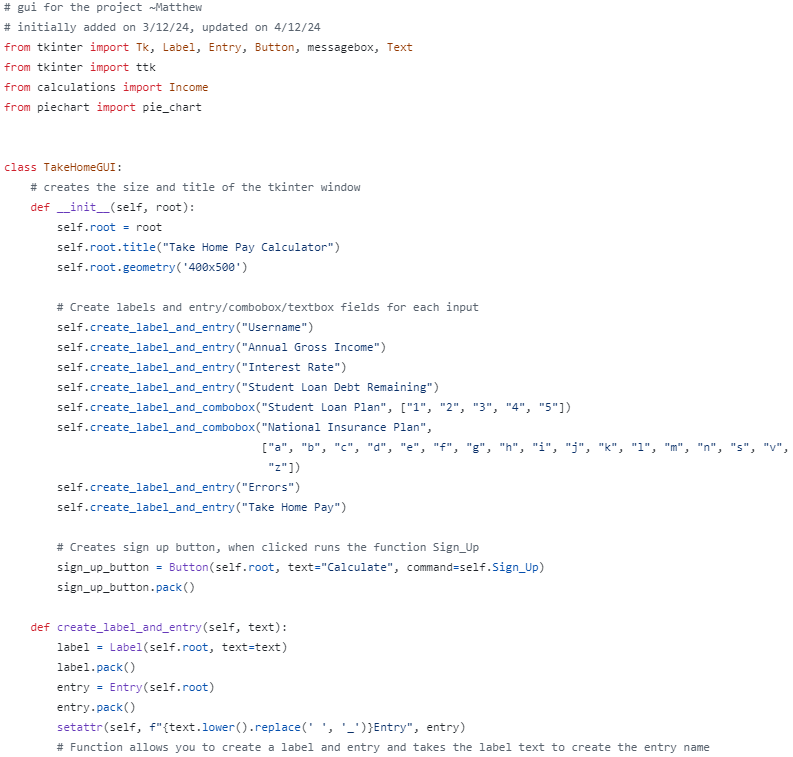 # gui for the project ~Matthew
# initially added on 3/12/24, updated on 4/12/24
from tkinter import Tk, Label, Entry, Button, messagebox, Text
from tkinter import ttk
from calculations import Income
from piechart import pie_chart
class TakeHomeGUI:
    # creates the size and title of the tkinter window
    def __init__(self, root):
        self.root = root
        self.root.title("Take Home Pay Calculator")
        self.root.geometry('400x500')
        # Create labels and entry/combobox/textbox fields for each input
        self.create_label_and_entry("Username")
        self.create_label_and_entry("Annual Gross Income")
        self.create_label_and_entry("Interest Rate")
        self.create_label_and_entry("Student Loan Debt Remaining")
        self.create_label_and_combobox("Student Loan Plan", ["1", "2", "3", "4", "5"])
        self.create_label_and_combobox("National Insurance Plan",
                                       ["a", "b", "c", "d", "e", "f", "g", "h", "i", "j", "k", "l", "m", "n", "s", "v",
                                        "z"])
        self.create_label_and_entry("Errors")
        self.create_label_and_entry("Take Home Pay")
        # Creates sign up button, when clicked runs the function Sign_Up
        sign_up_button = Button(self.root, text="Calculate", command=self.Sign_Up)
        sign_up_button.pack()
    def create_label_and_entry(self, text):
        label = Label(self.root, text=text)
        label.pack()
        entry = Entry(self.root)
        entry.pack()
        setattr(self, f"{text.lower().replace(' ', '_')}Entry", entry)
        # Function allows you to create a label and entry and takes the label text to create the entry name